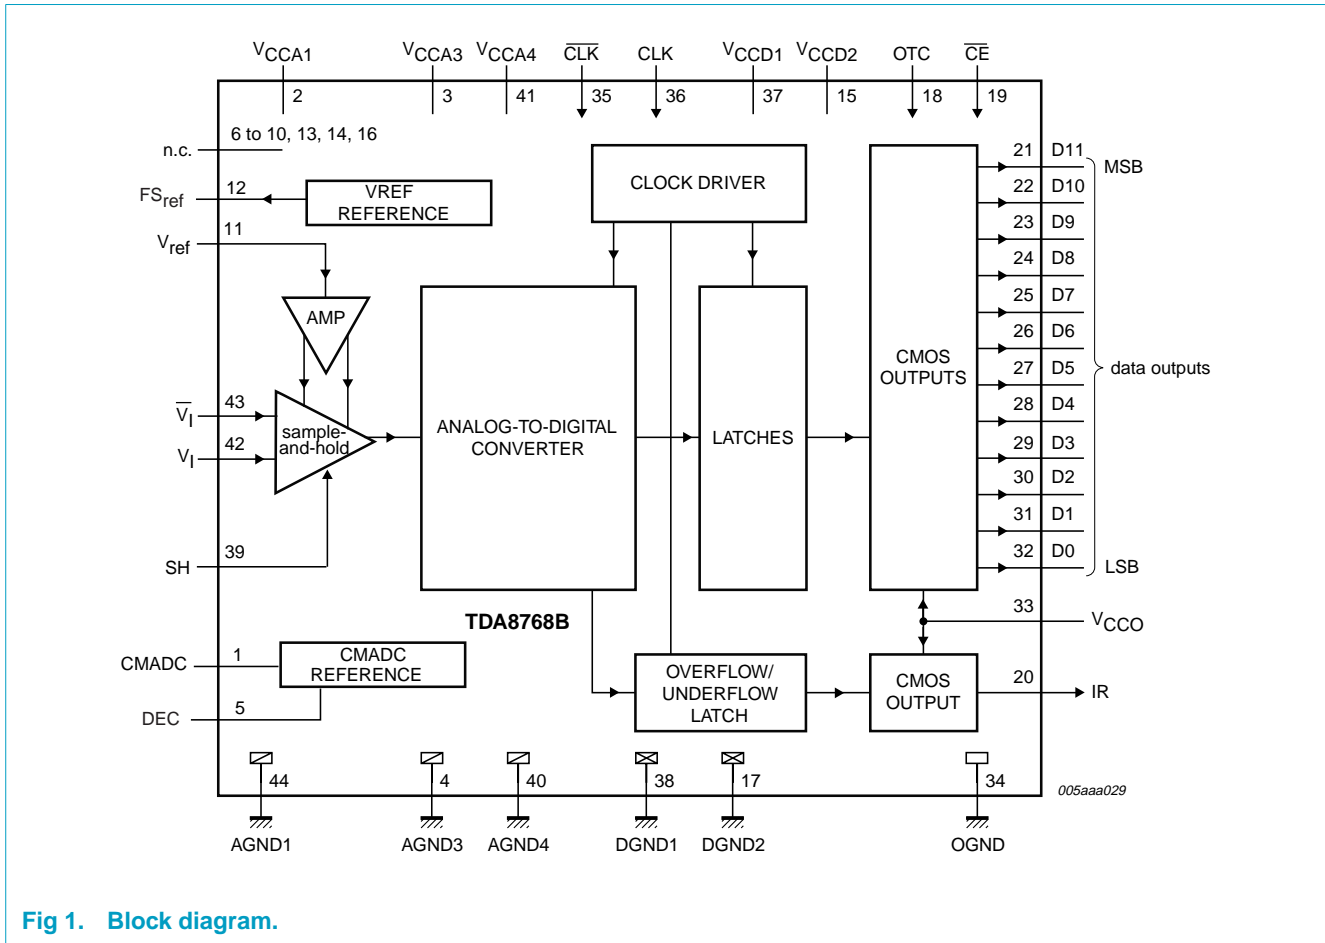 VCCA1 VCCA3 VCCA4 C̅L̅K̅ CLK VCCD1 VCCD2 OTC C̅E̅
2 3 41 35 36 37 15 18 19
n.c. 6 to 10, 13, 14, 16
FSref 12
VREF REFERENCE
Vref 11
AMP
V̅I 43
VI 42
sample-and-hold
SH 39
CLOCK DRIVER
ANALOG-TO-DIGITAL
CONVERTER
LATCHES
CMOS
OUTPUTS
21 D11 MSB
22 D10
23 D9
24 D8
25 D7
26 D6
27 D5 data outputs
28 D4
29 D3
30 D2
31 D1
32 D0 LSB
TDA8768B
33 VCCO
CMADC 1
CMADC
REFERENCE
DEC 5
OVERFLOW/
UNDERFLOW
LATCH
CMOS
OUTPUT
20 IR
44 4 40 38 17 34
005aaa029
AGND1 AGND3 AGND4 DGND1 DGND2 OGND
Fig 1. Block diagram.